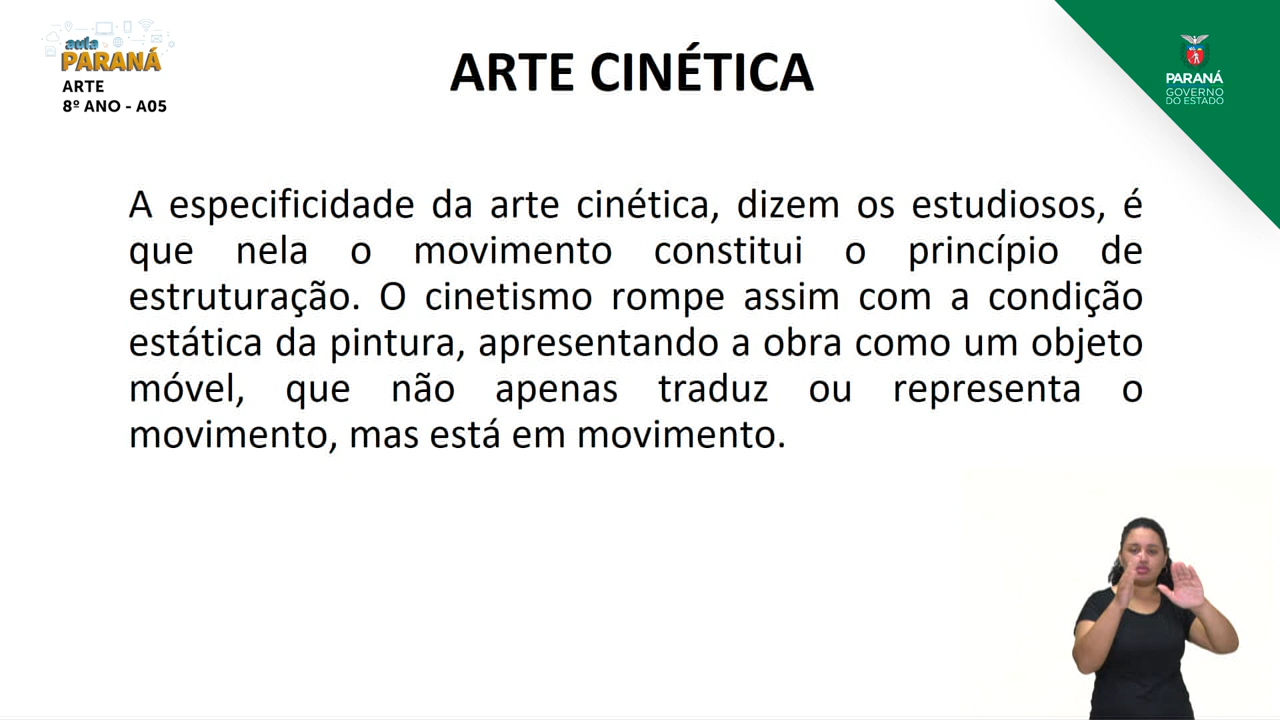 aula
PARANÁ
ARTE
8º ANO - A05
ARTE CINÉTICA
PARANÁ
GOVERNO
DO ESTADO
A especificidade da arte cinética, dizem os estudiosos, é
que nela o movimento constitui o princípio de
estruturação. O cinetismo rompe assim com a condição
estática da pintura, apresentando a obra como um objeto
móvel, que não apenas traduz ou representa o
movimento, mas está em movimento.